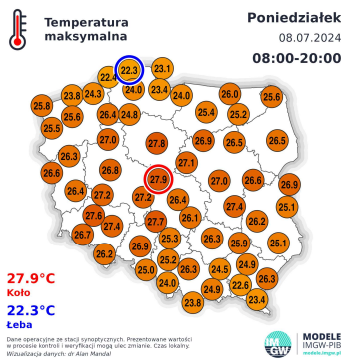 Temperatura
maksymalna
Poniedziałek
08.07.2024
08:00-20:00
22.4 22.3 23.1
25.8 23.8 24.3 24.0 23.4 24.0 26.0 25.6
25.6 26.4 24.8 25.4 25.2
25.5
27.0 27.8 26.9 26.5 26.5
26.3 27.1
26.6 26.8 27.9 27.0 26.6 26.9
26.4 27.2 27.2 26.4 27.4 25.1
27.6 27.7 26.1 26.2
26.7 27.4
26.2 26.9 25.3 26.3 26.9 26.1
25.0 25.2 26.3 24.5 24.9
24.0 26.3
23.8 24.9 22.6 23.4
27.9°C
Koło
22.3°C
Łeba
Dane operacyjne ze stacji synoptycznych. Prezentowane wartości
w procesie kontroli i weryfikacji mogą ulec zmianie. Czas lokalny.
Wizualizacja danych: dr Alan Mandal
IM
GW
MODELE
IMGW-PIB
modele.imgw.pl